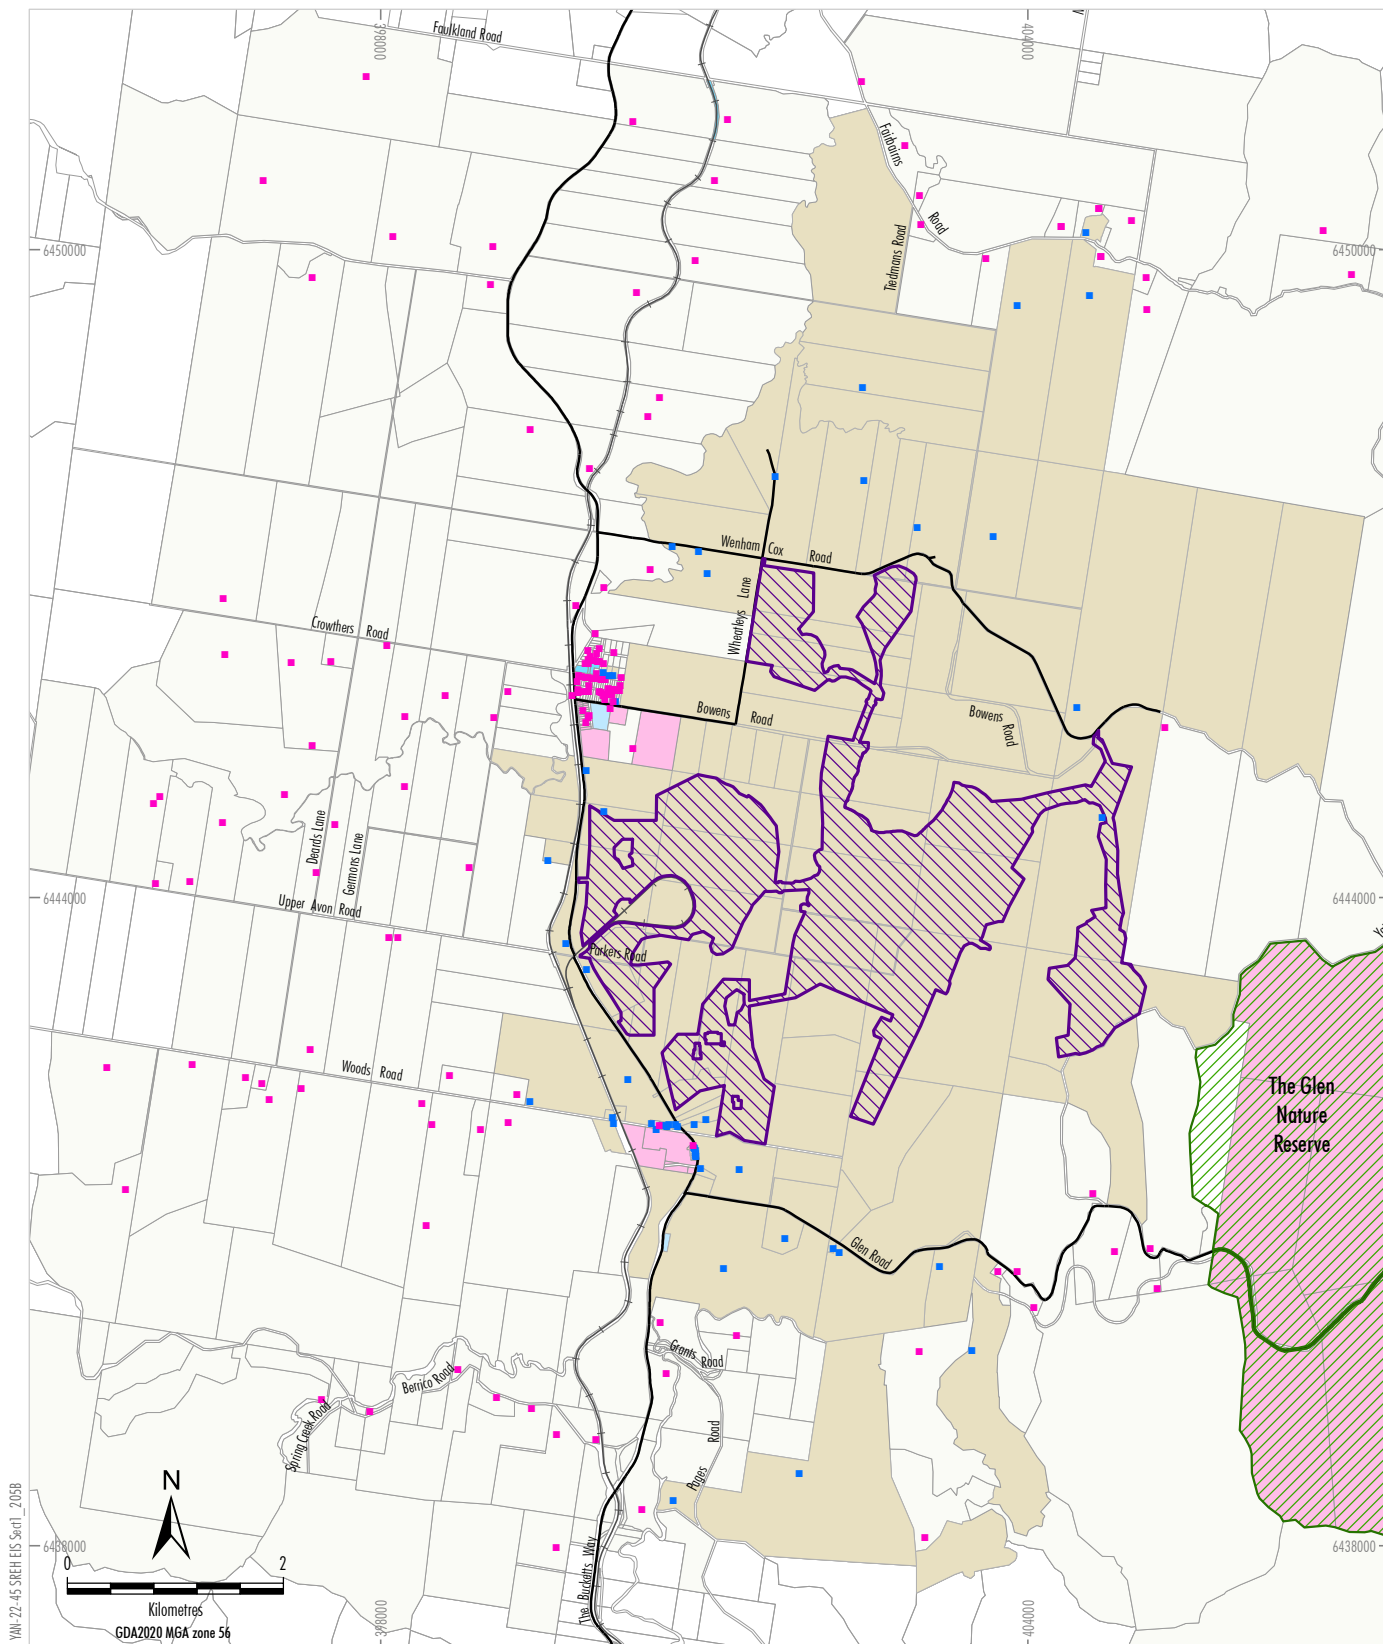 Faulkland Road
398000
404000
Fairbairns
Road
Tiedmans Road
6450000
6450000
Wenham Cox Road
Wheatleys Lane
Crowthers Road
Bowens Road
Bowens
Road
Deards Lane
Germans Lane
Upper Avon Road
6444000
6444000
Parkers Road
Woods Road
The Glen
Nature
Reserve
Glen Road
Grants Road
Berrico Road
Spring Creek Road
Pages Road
The Bucketts Way
N
6438000
6438000
0 2
Kilometres
GDA2020 MGA zone 56
398000
404000
YAN-22-45 SREH EIS Sect1_205B